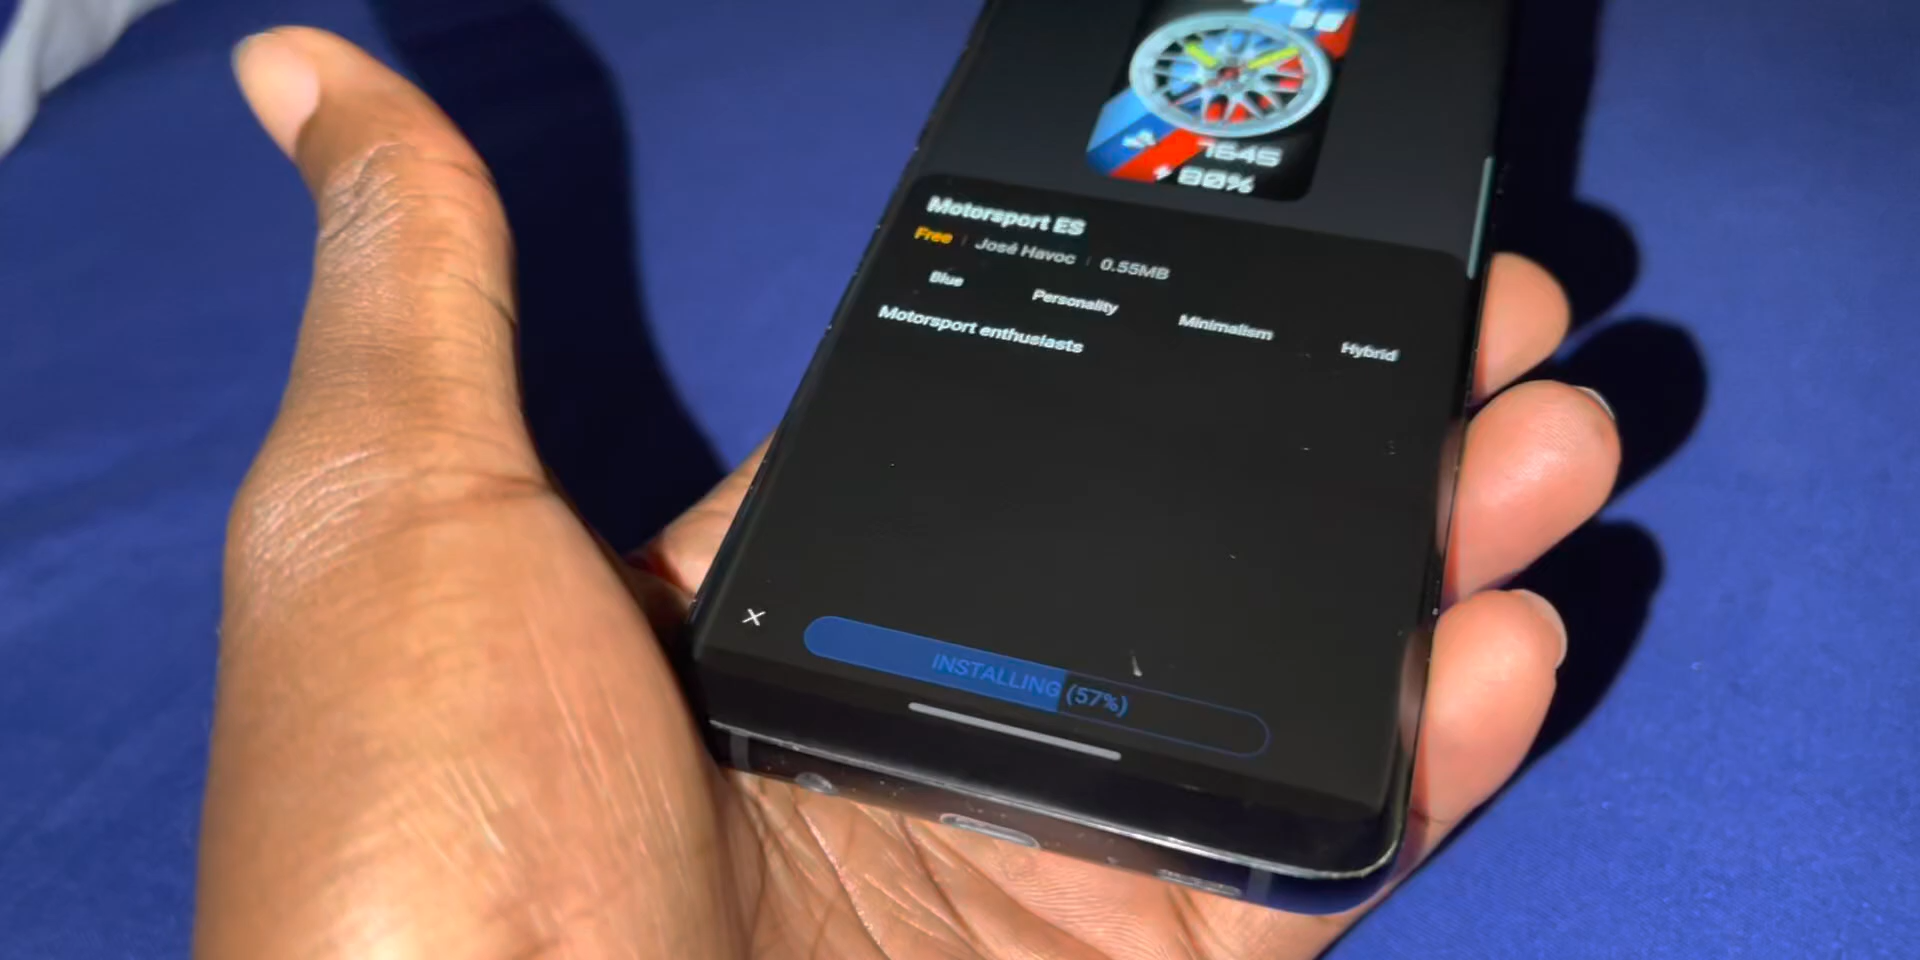 7645
80%
Motorsport ES
Free | José Havoc | 0.55MB
Blue Personality Minimalism Hybrid
Motorsport enthusiasts
×
INSTALLING (57%)